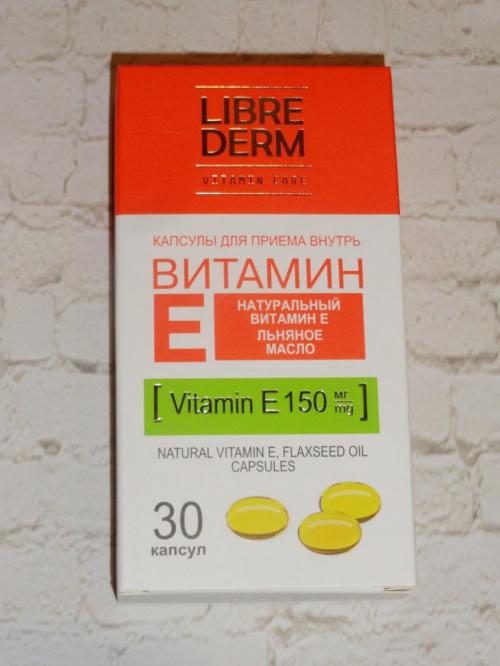 LIBRE
DERM
VITAMIN CARE
КАПСУЛЫ ДЛЯ ПРИЕМА ВНУТРЬ
ВИТАМИН
E
НАТУРАЛЬНЫЙ
ВИТАМИН Е
ЛЬНЯНОЕ
МАСЛО
[ Vitamin E 150 мг/mg ]
NATURAL VITAMIN E, FLAXSEED OIL
CAPSULES
30
капсул